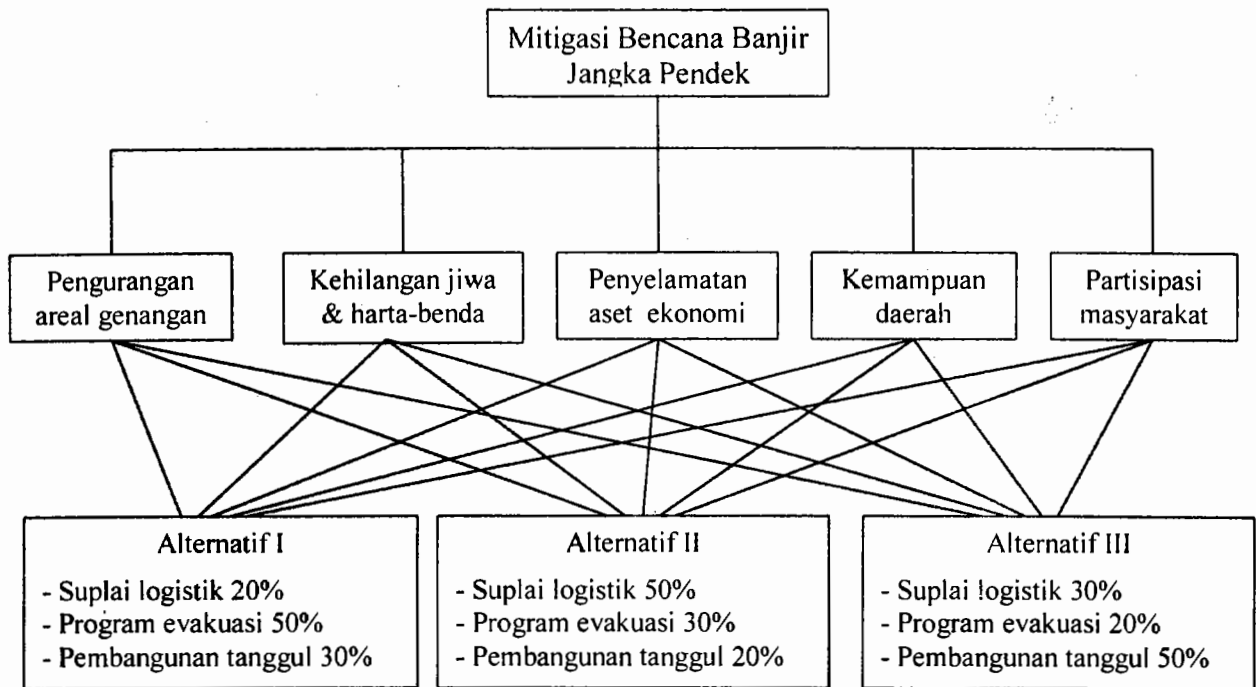 Mitigasi Bencana Banjir
Jangka Pendek
Pengurangan
areal genangan
Kehilangan jiwa
& harta-benda
Penyelamatan
aset ekonomi
Kemampuan
daerah
Partisipasi
masyarakat
Alternatif I
- Suplai logistik 20%
- Program evakuasi 50%
- Pembangunan tanggul 30%
Alternatif II
- Suplai logistik 50%
- Program evakuasi 30%
- Pembangunan tanggul 20%
Alternatif III
- Suplai logistik 30%
- Program evakuasi 20%
- Pembangunan tanggul 50%